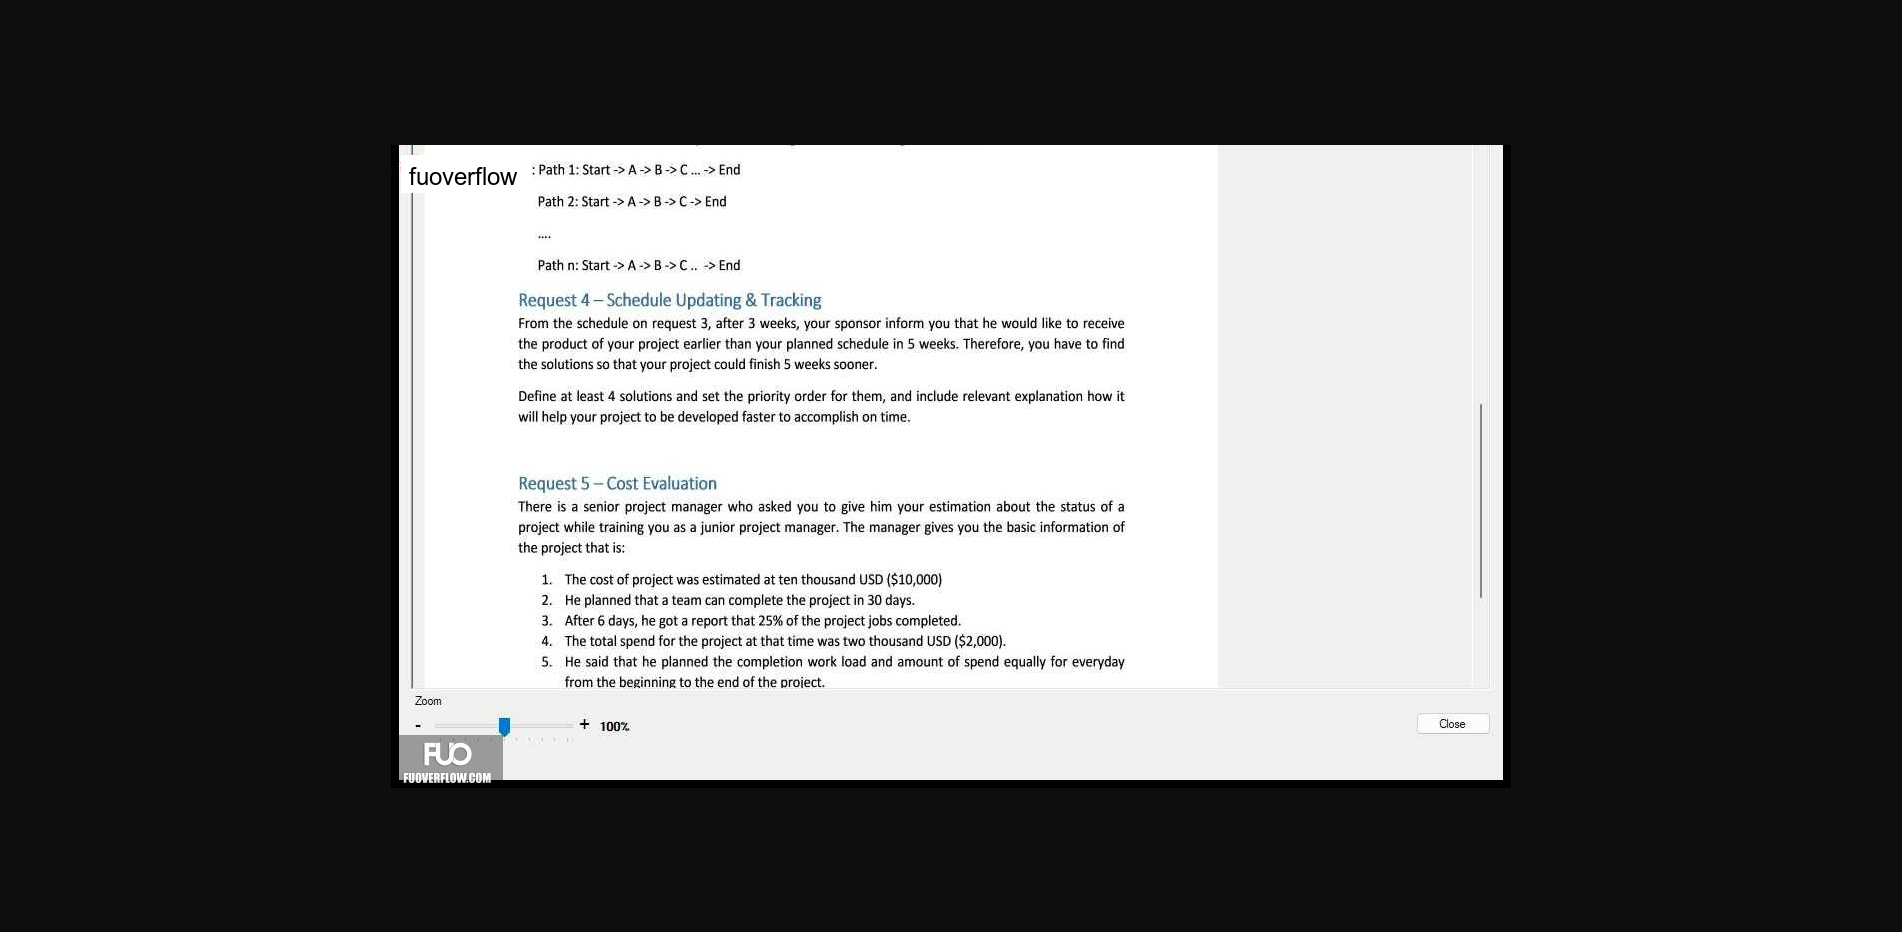 fuoverflow
: Path 1: Start -> A -> B -> C ... -> End
Path 2: Start -> A -> B -> C -> End
....
Path n: Start -> A -> B -> C .. -> End
Request 4 – Schedule Updating & Tracking
From the schedule on request 3, after 3 weeks, your sponsor inform you that he would like to receive
the product of your project earlier than your planned schedule in 5 weeks. Therefore, you have to find
the solutions so that your project could finish 5 weeks sooner.
Define at least 4 solutions and set the priority order for them, and include relevant explanation how it
will help your project to be developed faster to accomplish on time.
Request 5 – Cost Evaluation
There is a senior project manager who asked you to give him your estimation about the status of a
project while training you as a junior project manager. The manager gives you the basic information of
the project that is:
1. The cost of project was estimated at ten thousand USD ($10,000)
2. He planned that a team can complete the project in 30 days.
3. After 6 days, he got a report that 25% of the project jobs completed.
4. The total spend for the project at that time was two thousand USD ($2,000).
5. He said that he planned the completion work load and amount of spend equally for everyday
from the beginning to the end of the project.
Zoom
- + 100%
Close
FUO
FUOVERFLOW.COM